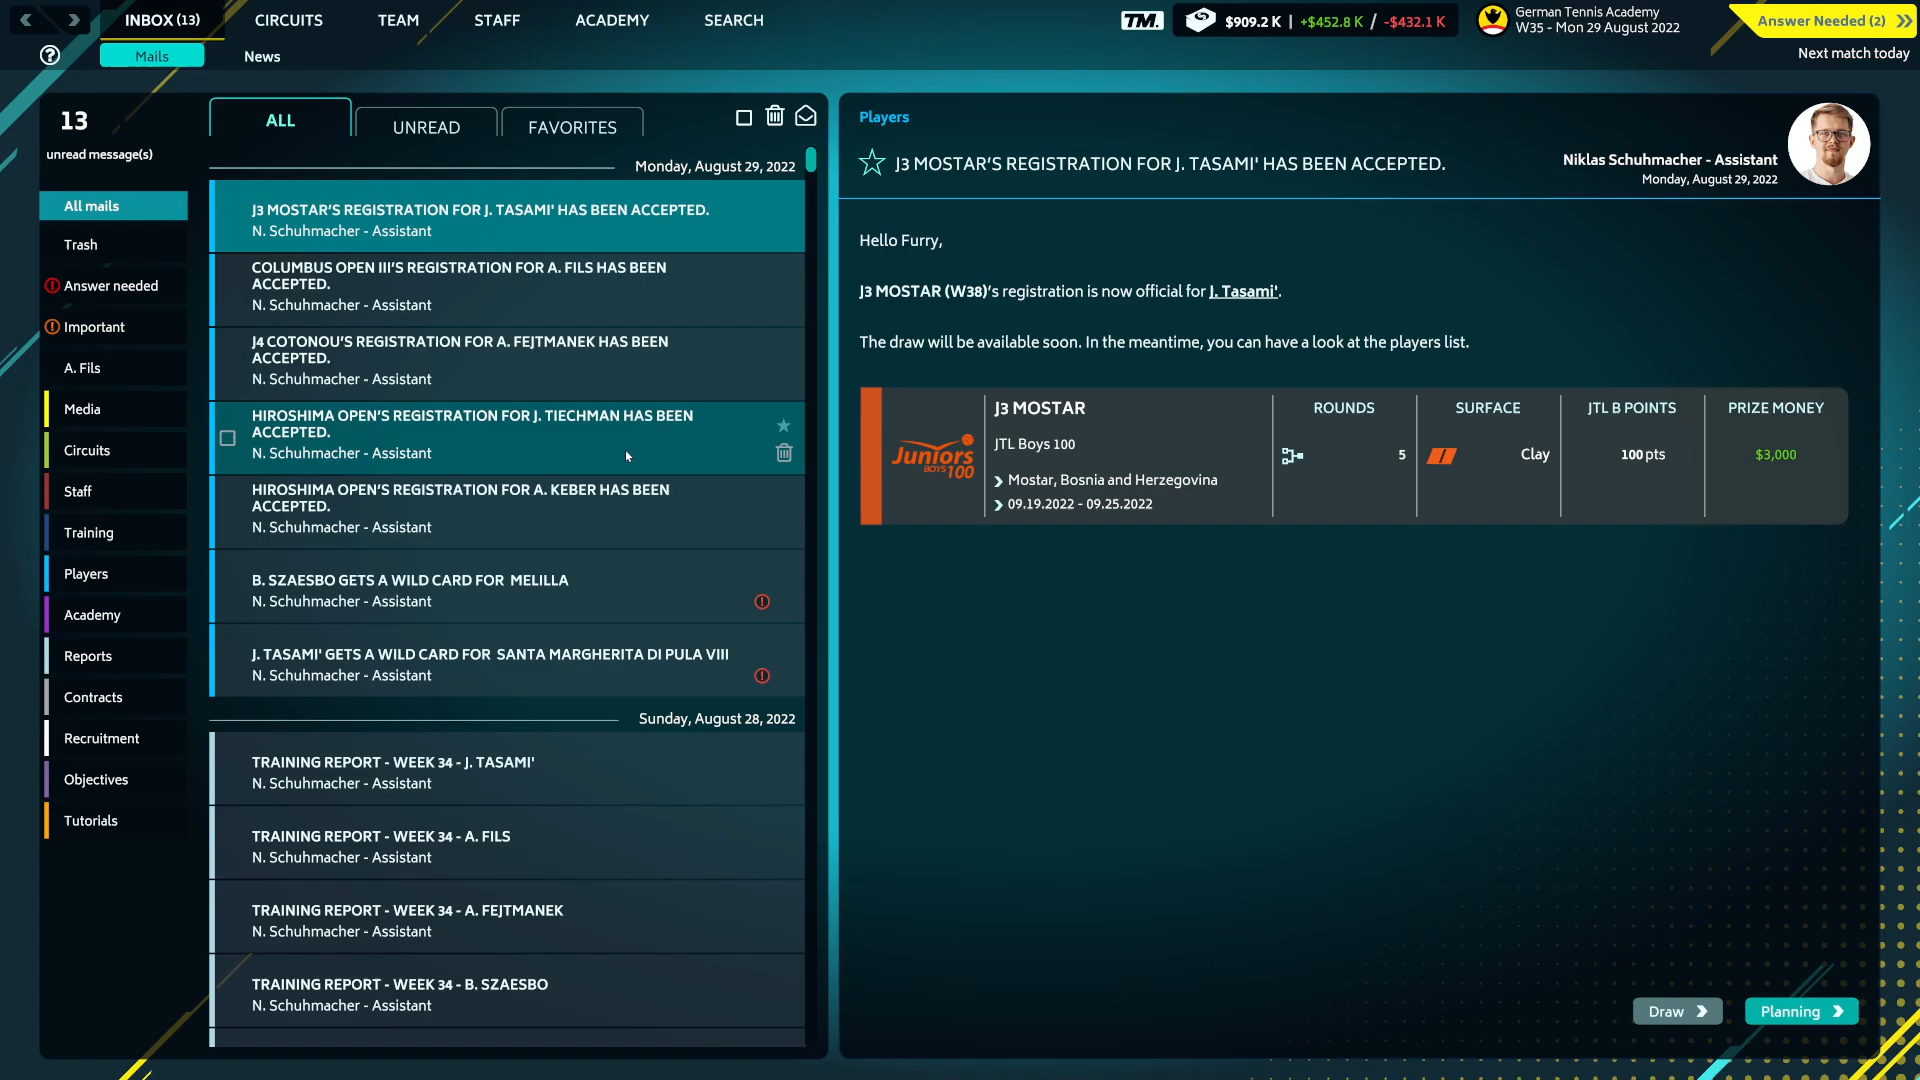 INBOX (13)
CIRCUITS
TEAM
STAFF
ACADEMY
SEARCH
TM.
$909.2 K | +$452.8 K / -$432.1 K
German Tennis Academy
W35 - Mon 29 August 2022
Answer Needed (2)
Next match today
Mails
News
13
unread message(s)
All mails
Trash
Answer needed
Important
A. Fils
Media
Circuits
Staff
Training
Players
Academy
Reports
Contracts
Recruitment
Objectives
Tutorials
ALL
UNREAD
FAVORITES
Monday, August 29, 2022
J3 MOSTAR'S REGISTRATION FOR J. TASAMI' HAS BEEN ACCEPTED.
N. Schuhmacher - Assistant
COLUMBUS OPEN III'S REGISTRATION FOR A. FILS HAS BEEN
ACCEPTED.
N. Schuhmacher - Assistant
J4 COTONOU'S REGISTRATION FOR A. FEJTMANEK HAS BEEN
ACCEPTED.
N. Schuhmacher - Assistant
HIROSHIMA OPEN'S REGISTRATION FOR J. TIECHMAN HAS BEEN
ACCEPTED.
N. Schuhmacher - Assistant
HIROSHIMA OPEN'S REGISTRATION FOR A. KEBER HAS BEEN
ACCEPTED.
N. Schuhmacher - Assistant
B. SZAESBO GETS A WILD CARD FOR MELILLA
N. Schuhmacher - Assistant
J. TASAMI' GETS A WILD CARD FOR SANTA MARGHERITA DI PULA VIII
N. Schuhmacher - Assistant
Sunday, August 28, 2022
TRAINING REPORT - WEEK 34 - J. TASAMI'
N. Schuhmacher - Assistant
TRAINING REPORT - WEEK 34 - A. FILS
N. Schuhmacher - Assistant
TRAINING REPORT - WEEK 34 - A. FEJTMANEK
N. Schuhmacher - Assistant
TRAINING REPORT - WEEK 34 - B. SZAESBO
N. Schuhmacher - Assistant
Players
J3 MOSTAR'S REGISTRATION FOR J. TASAMI' HAS BEEN ACCEPTED.
Niklas Schuhmacher - Assistant
Monday, August 29, 2022
Hello Furry,
J3 MOSTAR (W38)'s registration is now official for J. Tasami'.
The draw will be available soon. In the meantime, you can have a look at the players list.
Juniors
BOYS 100
J3 MOSTAR
JTL Boys 100
Mostar, Bosnia and Herzegovina
09.19.2022 - 09.25.2022
ROUNDS
5
SURFACE
Clay
JTL B POINTS
100 pts
PRIZE MONEY
$3,000
Draw
Planning